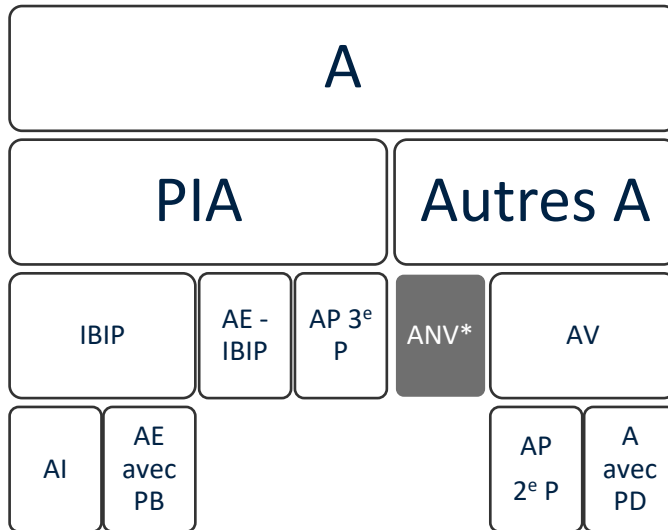 A
PIA
Autres A
IBIP
AE -
IBIP
AP 3e
P
ANV*
AV
AI
AE
avec
PB
AP
2e P
A
avec
PD